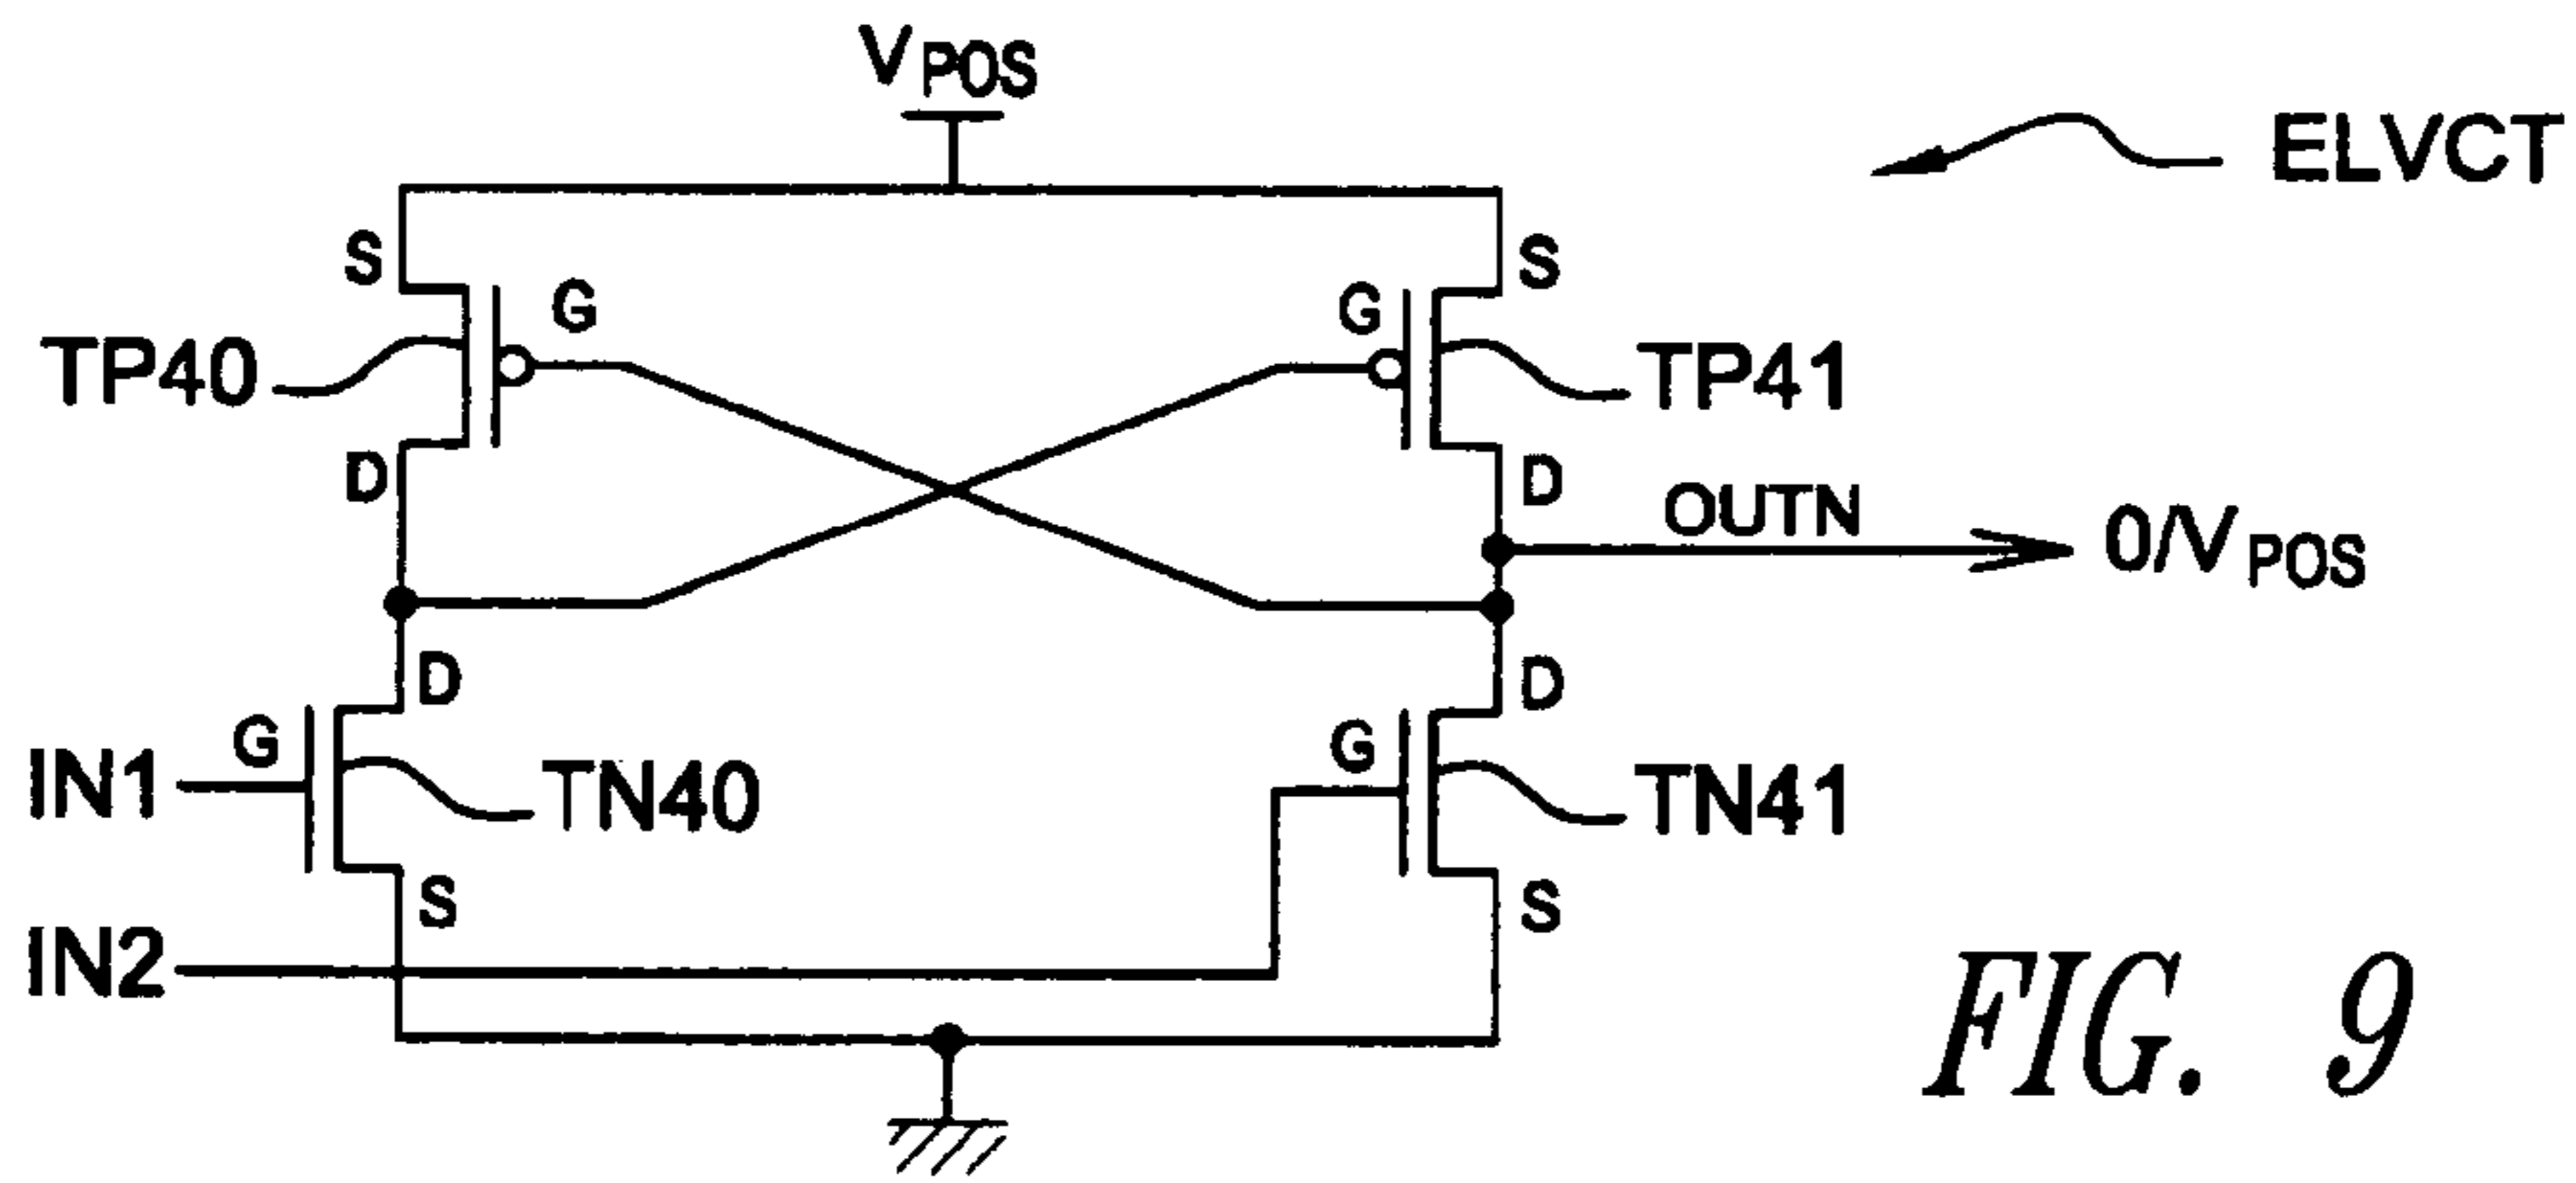 VPOS
ELVCT
S
S
G
G
TP40
TP41
D
D
OUTN
0/VPOS
D
D
G
G
IN1
TN40
TN41
S
S
IN2
FIG. 9